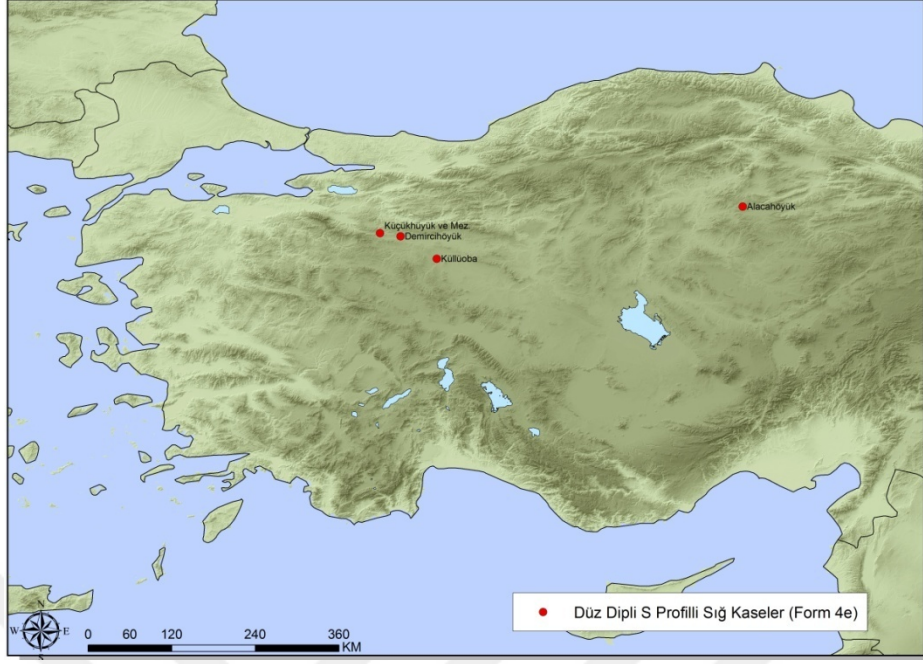 Alacahöyük
Küçükhüyük ve Mez.
Demircihöyük
Küllüoba
Düz Dipli S Profilli Sığ Kaseler (Form 4e)
N
W E
S
0 60 120 240 360
KM